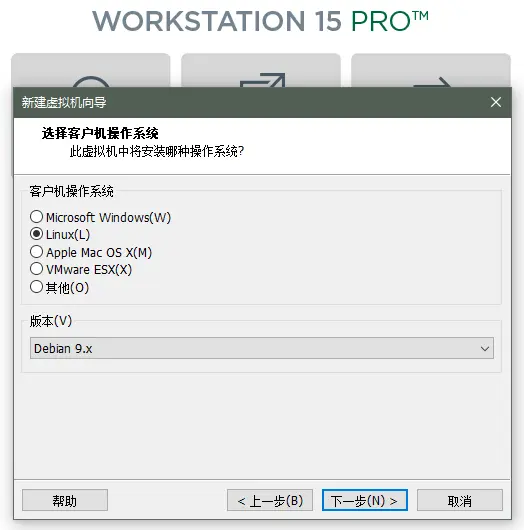 WORKSTATION 15 PRO™
新建虚拟机向导
选择客户机操作系统
此虚拟机中将安装哪种操作系统?
客户机操作系统
Microsoft Windows(W)
Linux(L)
Apple Mac OS X(M)
VMware ESX(X)
其他(O)
版本(V)
Debian 9.x
帮助
< 上一步(B)
下一步(N) >
取消